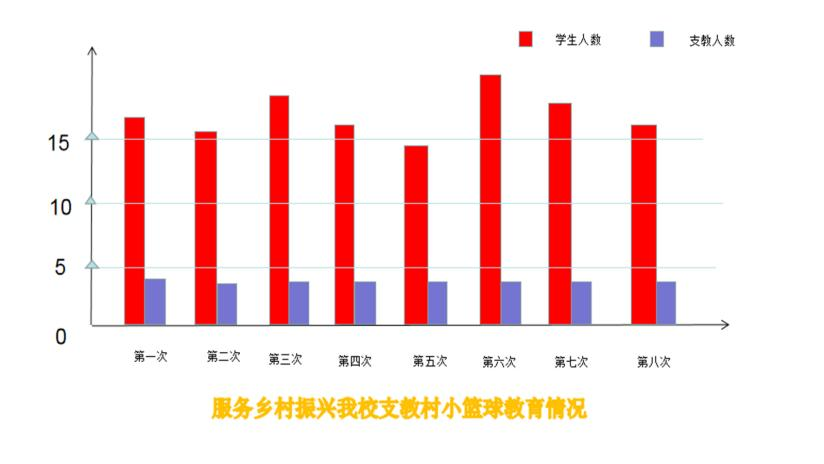 学生人数
支教人数
15
10
5
0
第一次
第二次
第三次
第四次
第五次
第六次
第七次
第八次
服务乡村振兴我校支教村小篮球教育情况